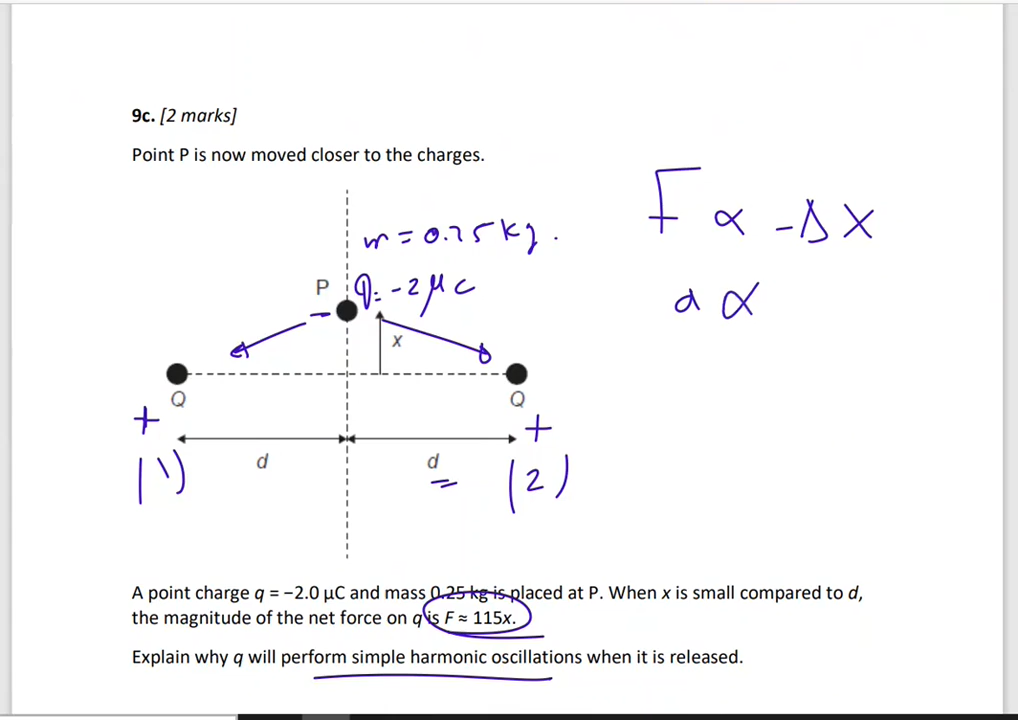 9c. [2 marks]
Point P is now moved closer to the charges.
F ∝ -Δx
m = 0.25 kg.
P q = -2 μC
a ∝
-
x
Q Q
+ +
d d
(1) (2)
A point charge q = −2.0 μC and mass 0.25 kg is placed at P. When x is small compared to d,
the magnitude of the net force on q is F ≈ 115x.
Explain why q will perform simple harmonic oscillations when it is released.